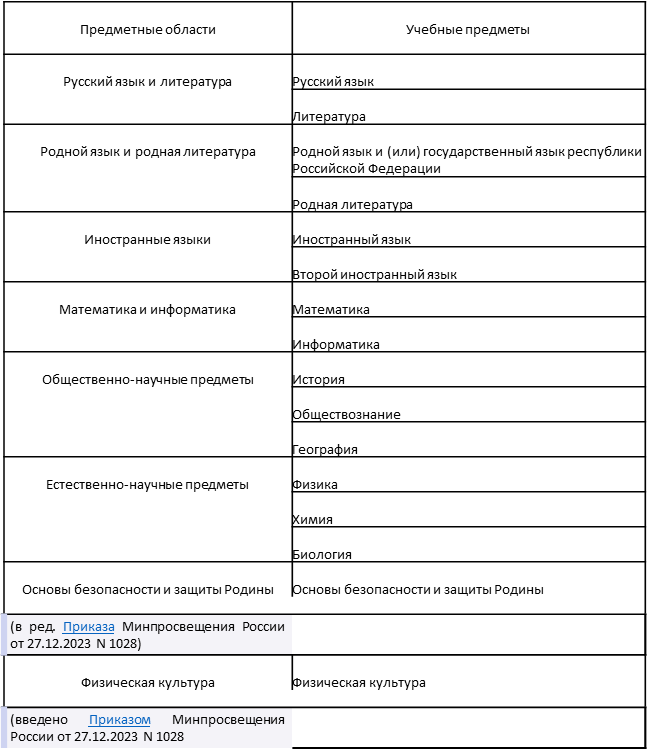 Предметные области
Учебные предметы
Русский язык и литература
Русский язык
Литература
Родной язык и родная литература
Родной язык и (или) государственный язык республики
Российской Федерации
Родная литература
Иностранные языки
Иностранный язык
Второй иностранный язык
Математика и информатика
Математика
Информатика
Общественно-научные предметы
История
Обществознание
География
Естественно-научные предметы
Физика
Химия
Биология
Основы безопасности и защиты Родины
Основы безопасности и защиты Родины
(в ред. Приказа Минпросвещения России
от 27.12.2023 N 1028)
Физическая культура
Физическая культура
(введено Приказом Минпросвещения
России от 27.12.2023 N 1028